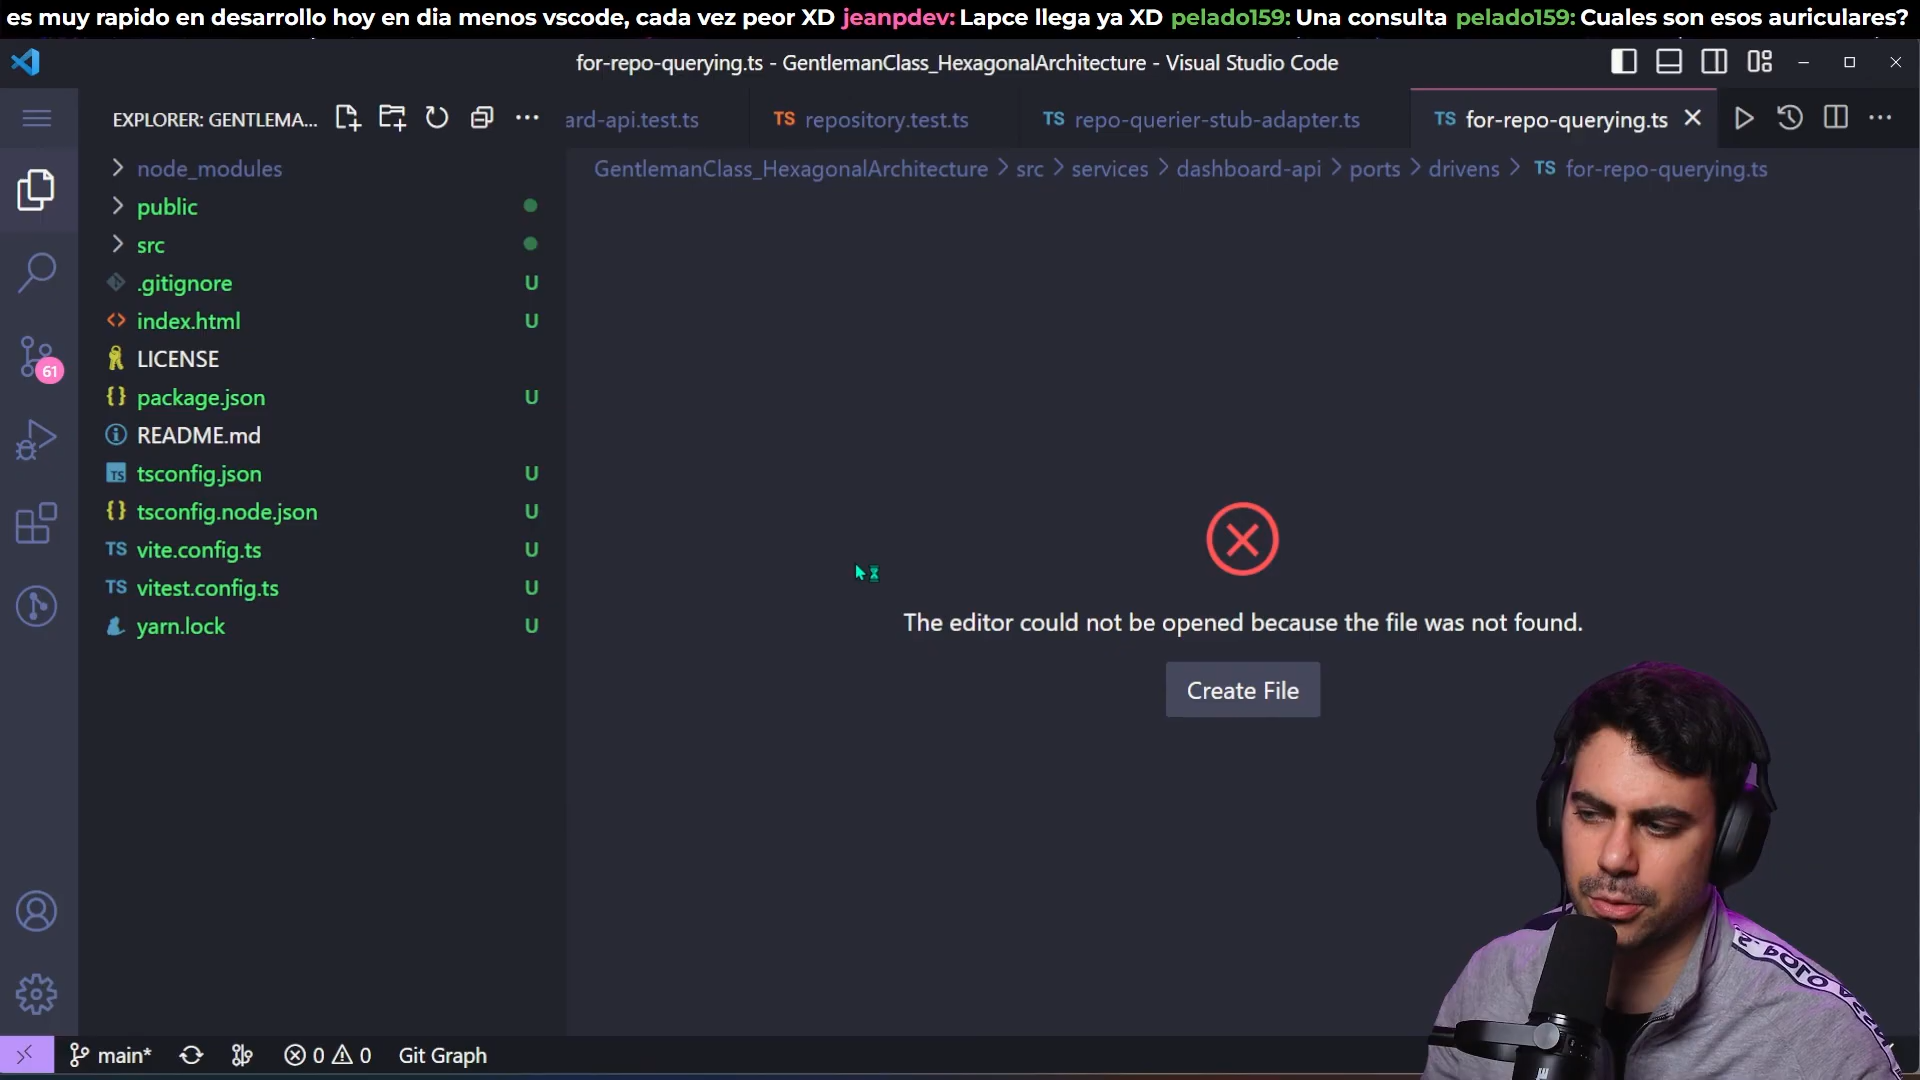 es muy rapido en desarrollo hoy en dia menos vscode, cada vez peor XD jeanpdev: Lapce llega ya XD pelado159: Una consulta pelado159: Cuales son esos auriculares?
for-repo-querying.ts - GentlemanClass_HexagonalArchitecture - Visual Studio Code
EXPLORER: GENTLEMA...
ard-api.test.ts
TS repository.test.ts
TS repo-querier-stub-adapter.ts
TS for-repo-querying.ts
GentlemanClass_HexagonalArchitecture > src > services > dashboard-api > ports > drivens > TS for-repo-querying.ts
node_modules
public
src
.gitignore U
index.html U
LICENSE
package.json U
README.md
TS tsconfig.json U
tsconfig.node.json U
TS vite.config.ts U
TS vitest.config.ts U
yarn.lock U
61
The editor could not be opened because the file was not found.
Create File
main* 0 0 Git Graph